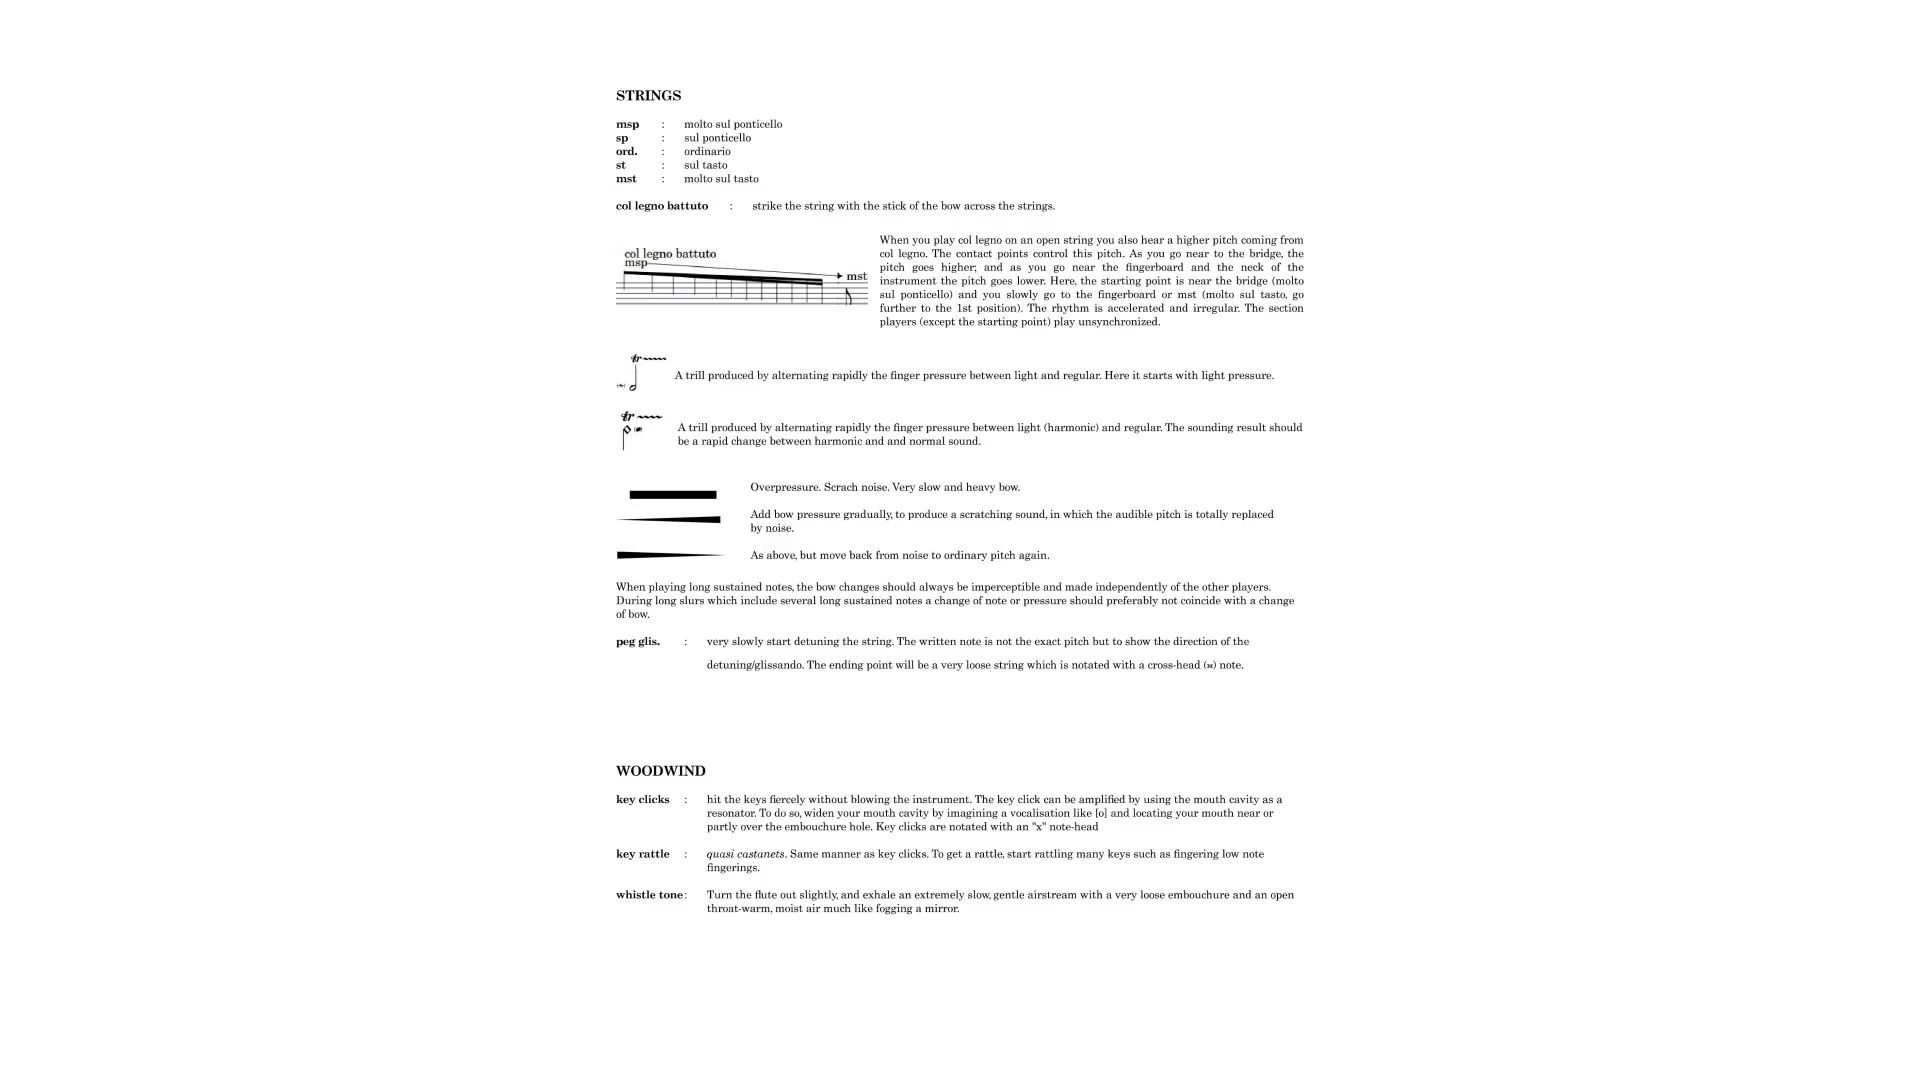 STRINGS
msp : molto sul ponticello
sp : sul ponticello
ord. : ordinario
st : sul tasto
mst : molto sul tasto
col legno battuto : strike the string with the stick of the bow across the strings.
col legno battuto
msp
mst
When you play col legno on an open string you also hear a higher pitch coming from
col legno. The contact points control this pitch. As you go near to the bridge, the
pitch goes higher; and as you go near the fingerboard and the neck of the
instrument the pitch goes lower. Here, the starting point is near the bridge (molto
sul ponticello) and you slowly go to the fingerboard or mst (molto sul tasto, go
further to the 1st position). The rhythm is accelerated and irregular. The section
players (except the starting point) play unsynchronized.
tr
A trill produced by alternating rapidly the finger pressure between light and regular. Here it starts with light pressure.
tr
A trill produced by alternating rapidly the finger pressure between light (harmonic) and regular. The sounding result should
be a rapid change between harmonic and and normal sound.
Overpressure. Scrach noise. Very slow and heavy bow.
Add bow pressure gradually, to produce a scratching sound, in which the audible pitch is totally replaced
by noise.
As above, but move back from noise to ordinary pitch again.
When playing long sustained notes, the bow changes should always be imperceptible and made independently of the other players.
During long slurs which include several long sustained notes a change of note or pressure should preferably not coincide with a change
of bow.
peg glis. : very slowly start detuning the string. The written note is not the exact pitch but to show the direction of the
detuning/glissando. The ending point will be a very loose string which is notated with a cross-head (𝅃) note.
WOODWIND
key clicks : hit the keys fiercely without blowing the instrument. The key click can be amplified by using the mouth cavity as a
resonator. To do so, widen your mouth cavity by imagining a vocalisation like [o] and locating your mouth near or
partly over the embouchure hole. Key clicks are notated with an "x" note-head
key rattle : quasi castanets. Same manner as key clicks. To get a rattle, start rattling many keys such as fingering low note
fingerings.
whistle tone : Turn the flute out slightly, and exhale an extremely slow, gentle airstream with a very loose embouchure and an open
throat-warm, moist air much like fogging a mirror.